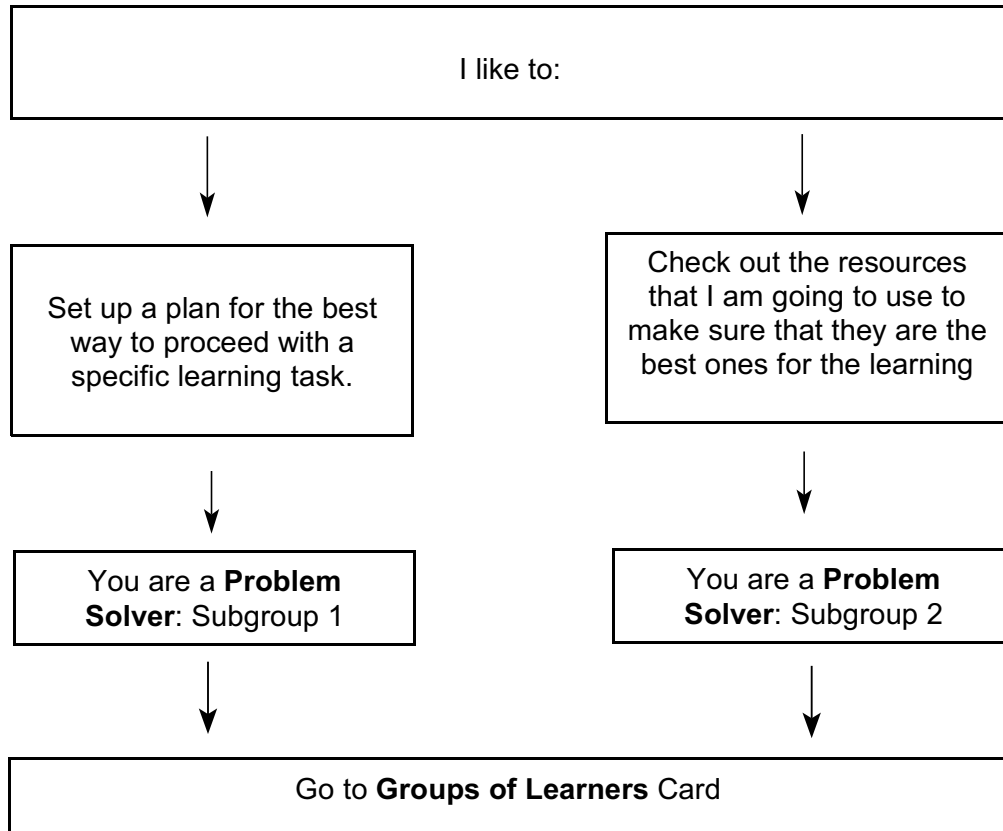 I like to:
Set up a plan for the best
way to proceed with a
specific learning task.
Check out the resources
that I am going to use to
make sure that they are the
best ones for the learning
You are a Problem
Solver: Subgroup 1
You are a Problem
Solver: Subgroup 2
Go to Groups of Learners Card